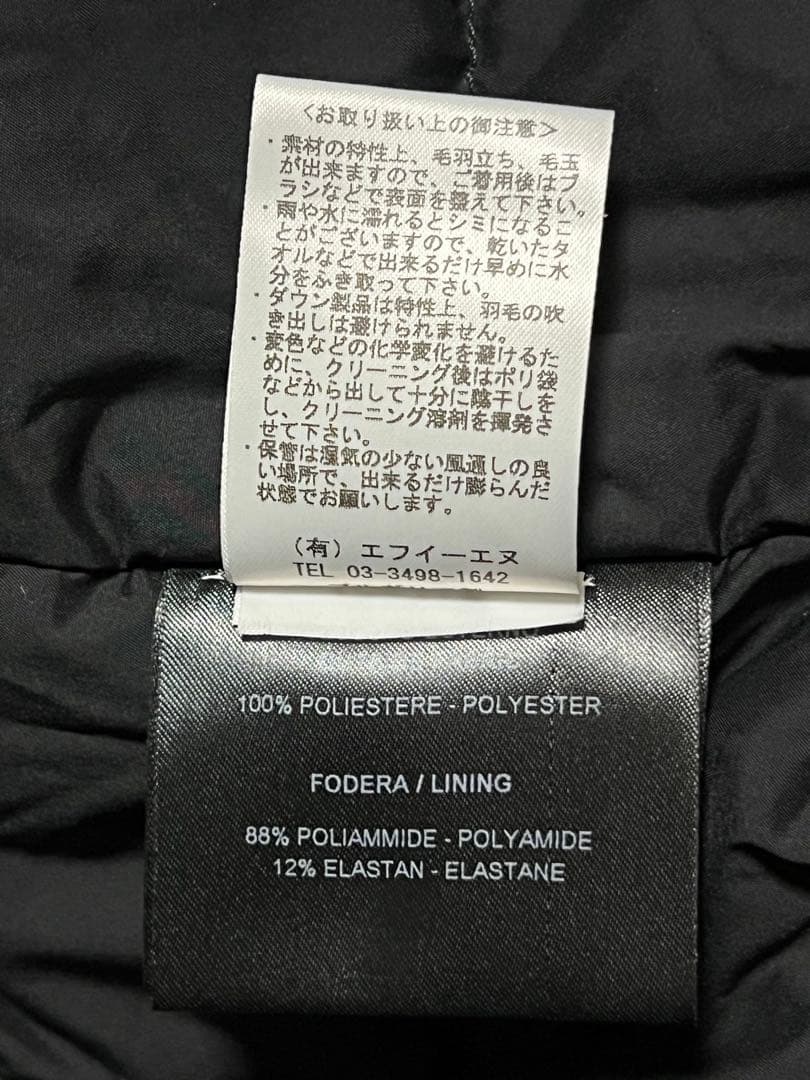 <お取り扱い上の御注意>
・素材の特性上、毛羽立ち、毛玉
が出来ますので、ご着用後はブ
ラシなどで表面を整えて下さい。
・雨や水に濡れるとシミになるこ
とがございますので、乾いたタ
オルなどで出来るだけ早めに水
分をふき取って下さい。
・ダウン製品は特性上、羽毛の吹
き出しは避けられません。
・変色などの化学変化を避けるた
めに、クリーニング後はポリ袋
などから出して十分に陰干しを
し、クリーニング溶剤を揮発さ
せて下さい。
・保管は湿気の少ない風通しの良
い場所で、出来るだけ膨らんだ
状態でお願いします。
(有) エフイーエヌ
TEL 03-3498-1642
100% POLIESTERE - POLYESTER
FODERA / LINING
88% POLIAMMIDE - POLYAMIDE
12% ELASTAN - ELASTANE